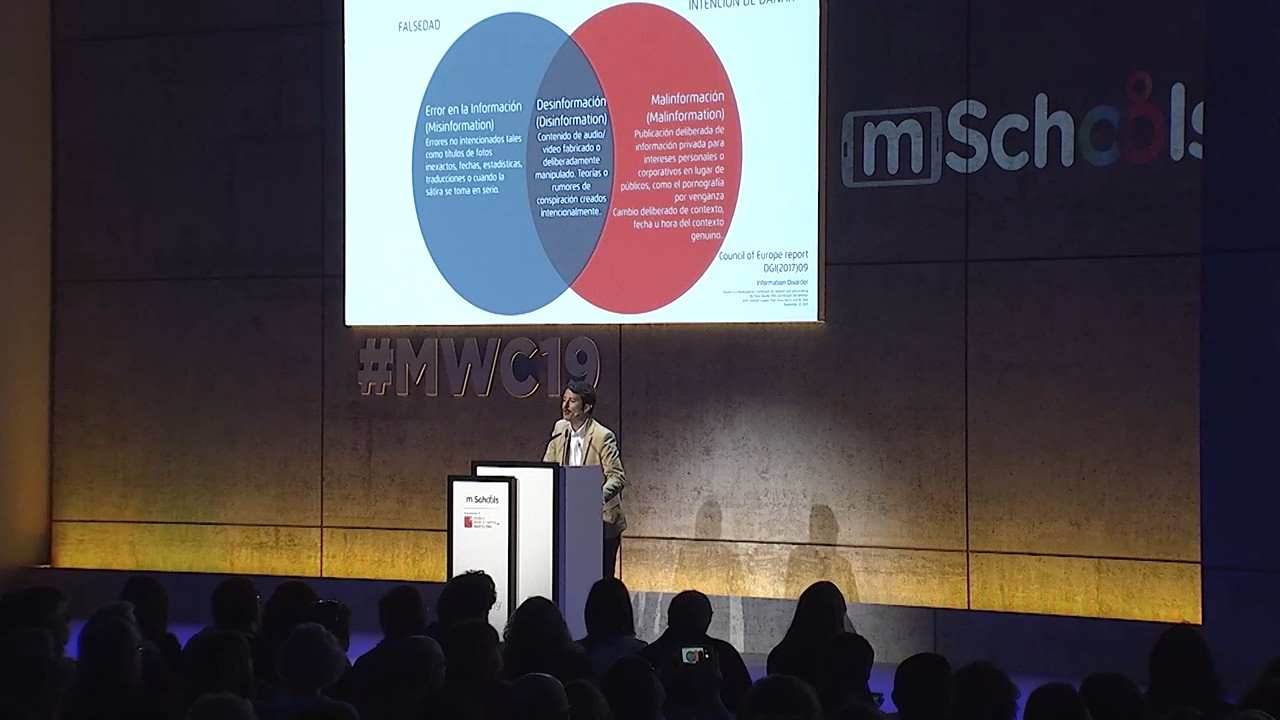 INTENCIÓN DE DAÑAR
FALSEDAD
Error en la Información
(Misinformation)
Errores no intencionados tales
como títulos de fotos
inexactos, fechas, estadísticas,
traducciones o cuando la
sátira se toma en serio.
Desinformación
(Disinformation)
Contenido de audio/
video fabricado o
deliberadamente
manipulado. Teorías o
rumores de
conspiración creados
intencionalmente.
Malinformación
(Malinformation)
Publicación deliberada de
información privada para
intereses personales o
corporativos en lugar de
públicos, como el pornografía
por venganza
Cambio deliberado de contexto,
fecha u hora del contexto
genuino.
Council of Europe report
DGI(2017)09
Information Disorder
mSchools
#MWC19
mSchools